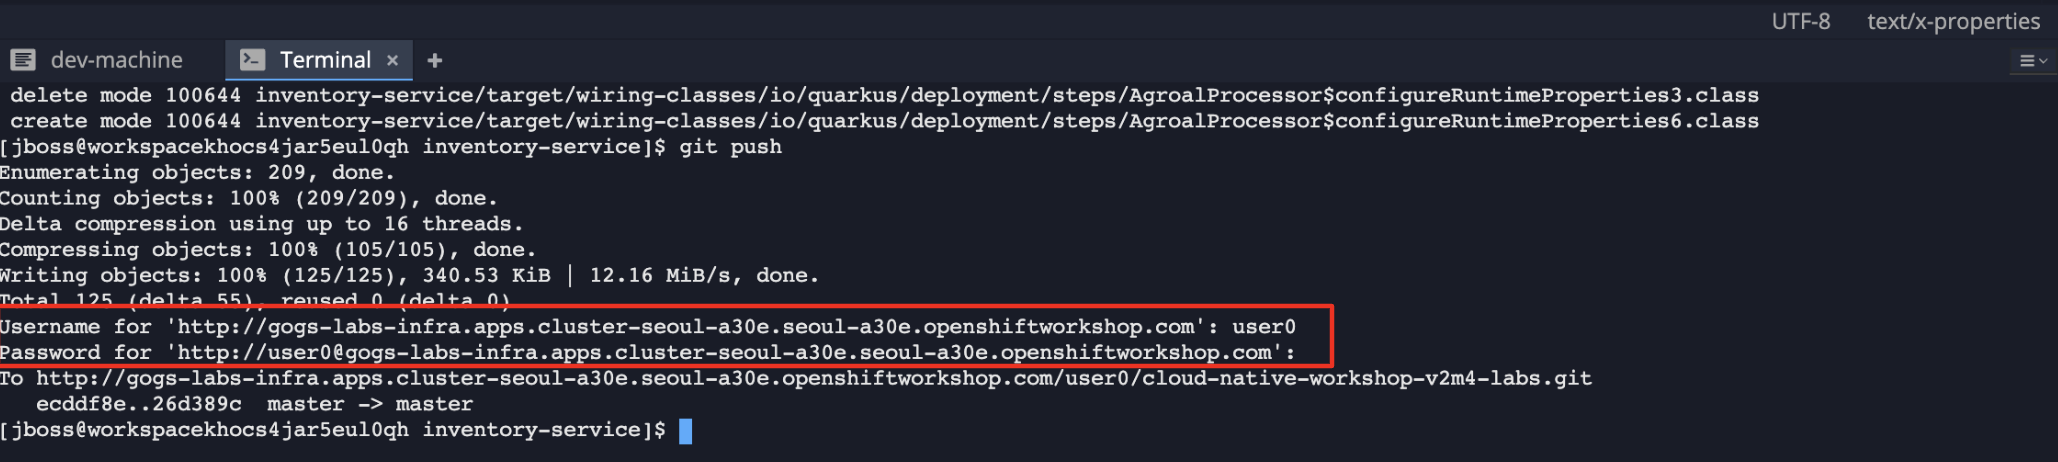 UTF-8 text/x-properties
dev-machine Terminal × +
delete mode 100644 inventory-service/target/wiring-classes/io/quarkus/deployment/steps/AgroalProcessor$configureRuntimeProperties3.class
create mode 100644 inventory-service/target/wiring-classes/io/quarkus/deployment/steps/AgroalProcessor$configureRuntimeProperties6.class
[jboss@workspacekhocs4jar5eul0qh inventory-service]$ git push
Enumerating objects: 209, done.
Counting objects: 100% (209/209), done.
Delta compression using up to 16 threads.
Compressing objects: 100% (105/105), done.
Writing objects: 100% (125/125), 340.53 KiB | 12.16 MiB/s, done.
Total 125 (delta 55), reused 0 (delta 0)
Username for 'http://gogs-labs-infra.apps.cluster-seoul-a30e.seoul-a30e.openshiftworkshop.com': user0
Password for 'http://user0@gogs-labs-infra.apps.cluster-seoul-a30e.seoul-a30e.openshiftworkshop.com':
To http://gogs-labs-infra.apps.cluster-seoul-a30e.seoul-a30e.openshiftworkshop.com/user0/cloud-native-workshop-v2m4-labs.git
ecddf8e..26d389c master -> master
[jboss@workspacekhocs4jar5eul0qh inventory-service]$